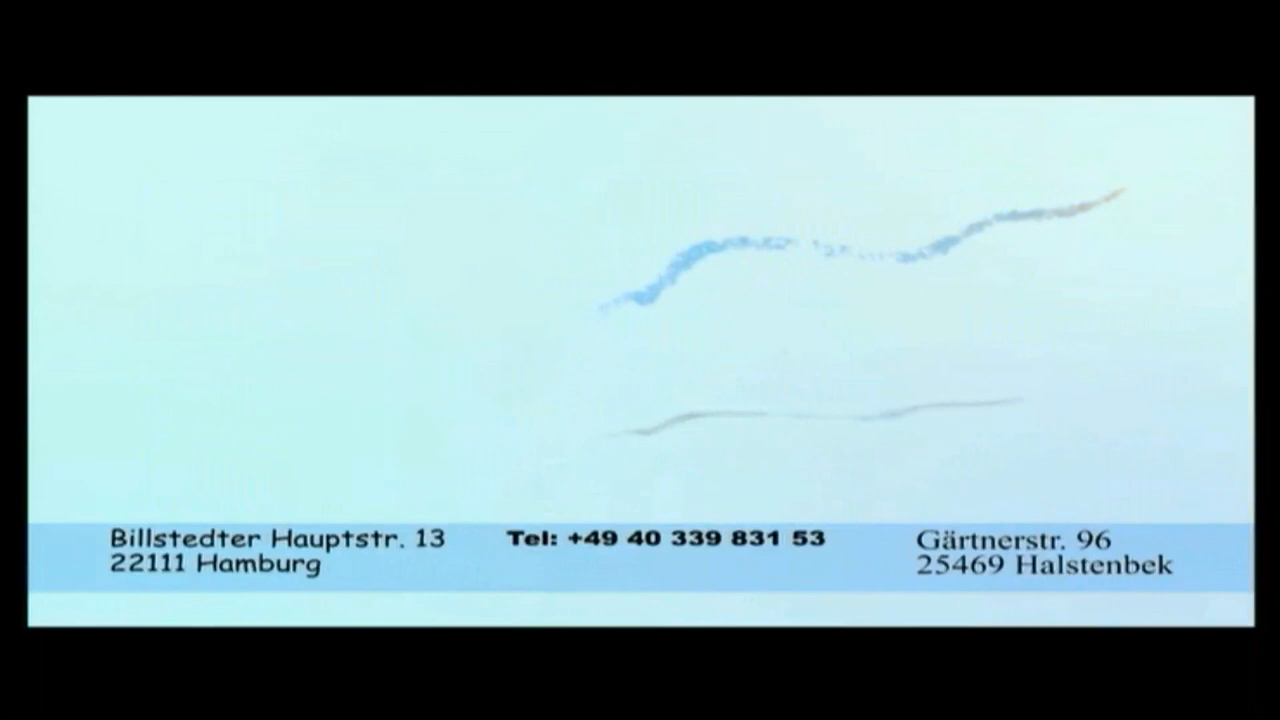 Billstedter Hauptstr. 13
22111 Hamburg
Tel: +49 40 339 831 53
Gärtnerstr. 96
25469 Halstenbek